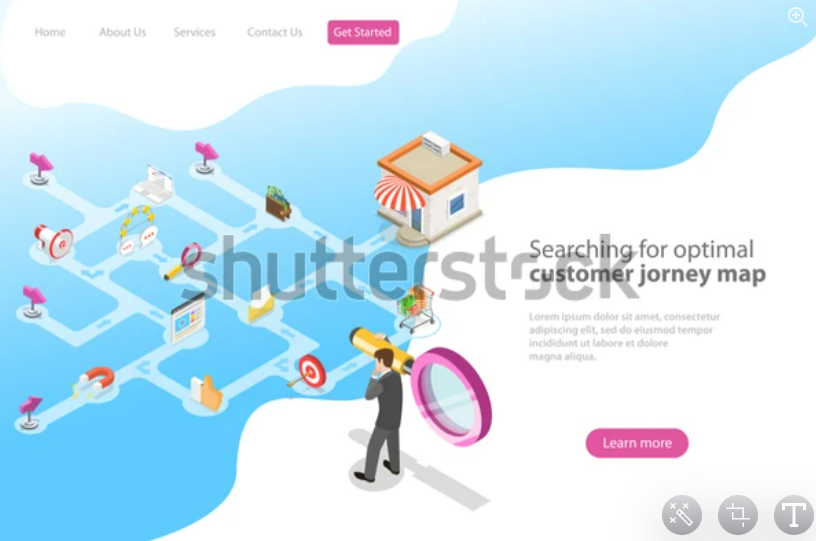 Home
About Us
Services
Contact Us
Get Started
shutterstock
Searching for optimal
customer jorney map
Lorem ipsum dolor sit amet, consectetur
adipiscing elit, sed do eiusmod tempor
incididunt ut labore et dolore
magna aliqua.
Learn more
T